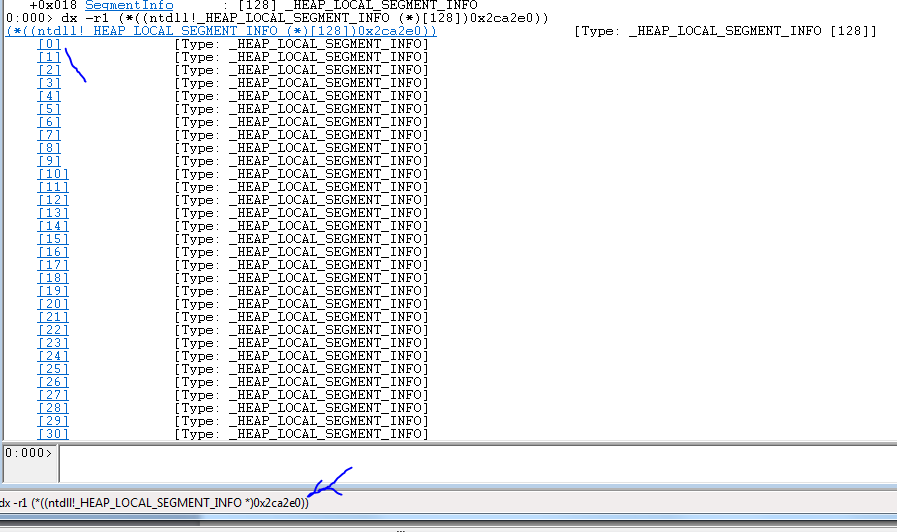 +0x018 SegmentInfo : [128] _HEAP_LOCAL_SEGMENT_INFO
0:000> dx -r1 (*((ntdll!_HEAP_LOCAL_SEGMENT_INFO (*)[128])0x2ca2e0))
(*((ntdll!_HEAP_LOCAL_SEGMENT_INFO (*)[128])0x2ca2e0)) [Type: _HEAP_LOCAL_SEGMENT_INFO [128]]
[0] [Type: _HEAP_LOCAL_SEGMENT_INFO]
[1] [Type: _HEAP_LOCAL_SEGMENT_INFO]
[2] [Type: _HEAP_LOCAL_SEGMENT_INFO]
[3] [Type: _HEAP_LOCAL_SEGMENT_INFO]
[4] [Type: _HEAP_LOCAL_SEGMENT_INFO]
[5] [Type: _HEAP_LOCAL_SEGMENT_INFO]
[6] [Type: _HEAP_LOCAL_SEGMENT_INFO]
[7] [Type: _HEAP_LOCAL_SEGMENT_INFO]
[8] [Type: _HEAP_LOCAL_SEGMENT_INFO]
[9] [Type: _HEAP_LOCAL_SEGMENT_INFO]
[10] [Type: _HEAP_LOCAL_SEGMENT_INFO]
[11] [Type: _HEAP_LOCAL_SEGMENT_INFO]
[12] [Type: _HEAP_LOCAL_SEGMENT_INFO]
[13] [Type: _HEAP_LOCAL_SEGMENT_INFO]
[14] [Type: _HEAP_LOCAL_SEGMENT_INFO]
[15] [Type: _HEAP_LOCAL_SEGMENT_INFO]
[16] [Type: _HEAP_LOCAL_SEGMENT_INFO]
[17] [Type: _HEAP_LOCAL_SEGMENT_INFO]
[18] [Type: _HEAP_LOCAL_SEGMENT_INFO]
[19] [Type: _HEAP_LOCAL_SEGMENT_INFO]
[20] [Type: _HEAP_LOCAL_SEGMENT_INFO]
[21] [Type: _HEAP_LOCAL_SEGMENT_INFO]
[22] [Type: _HEAP_LOCAL_SEGMENT_INFO]
[23] [Type: _HEAP_LOCAL_SEGMENT_INFO]
[24] [Type: _HEAP_LOCAL_SEGMENT_INFO]
[25] [Type: _HEAP_LOCAL_SEGMENT_INFO]
[26] [Type: _HEAP_LOCAL_SEGMENT_INFO]
[27] [Type: _HEAP_LOCAL_SEGMENT_INFO]
[28] [Type: _HEAP_LOCAL_SEGMENT_INFO]
[29] [Type: _HEAP_LOCAL_SEGMENT_INFO]
[30] [Type: _HEAP_LOCAL_SEGMENT_INFO]
0:000>
dx -r1 (*((ntdll!_HEAP_LOCAL_SEGMENT_INFO *)0x2ca2e0))